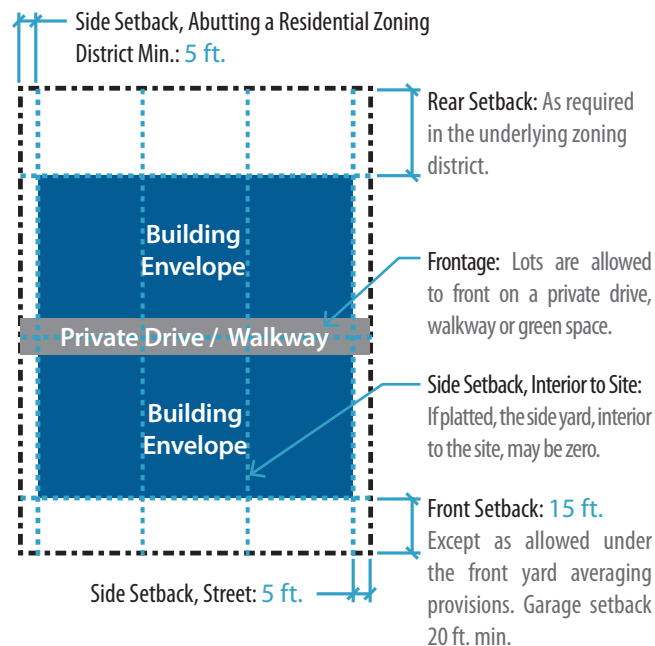 Side Setback, Abutting a Residential Zoning
District Min.: 5 ft.
Rear Setback: As required
in the underlying zoning
district.
Building
Envelope
Frontage: Lots are allowed
to front on a private drive,
walkway or green space.
Private Drive / Walkway
Side Setback, Interior to Site:
If platted, the side yard, interior
to the site, may be zero.
Building
Envelope
Front Setback: 15 ft.
Except as allowed under
the front yard averaging
provisions. Garage setback
20 ft. min.
Side Setback, Street: 5 ft.